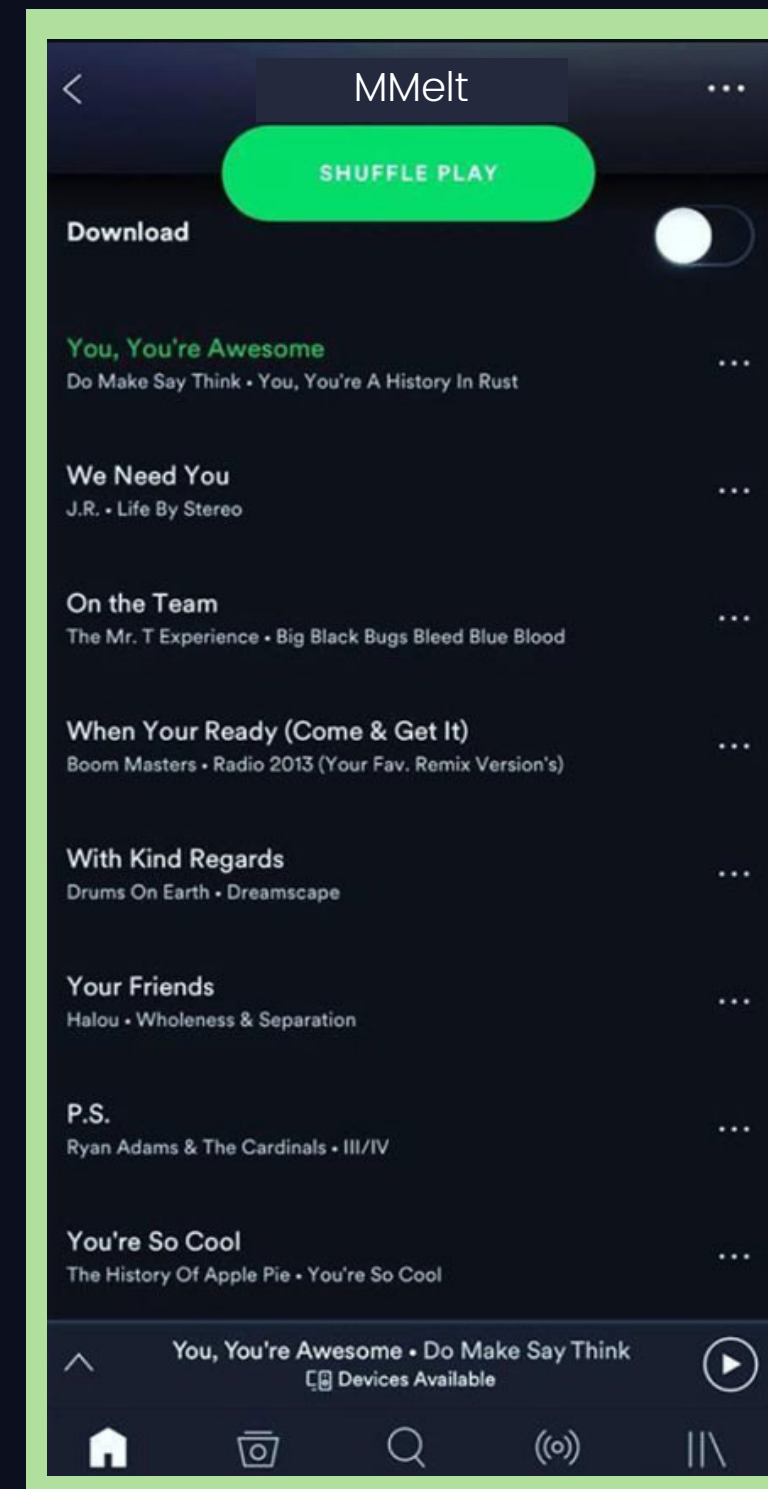 MMelt
SHUFFLE PLAY
Download
You, You're Awesome
Do Make Say Think • You, You're A History In Rust
We Need You
J.R. • Life By Stereo
On the Team
The Mr. T Experience • Big Black Bugs Bleed Blue Blood
When Your Ready (Come & Get It)
Boom Masters • Radio 2013 (Your Fav. Remix Version's)
With Kind Regards
Drums On Earth • Dreamscape
Your Friends
Halou • Wholeness & Separation
P.S.
Ryan Adams & The Cardinals • III/IV
You're So Cool
The History Of Apple Pie • You're So Cool
You, You're Awesome • Do Make Say Think
Devices Available